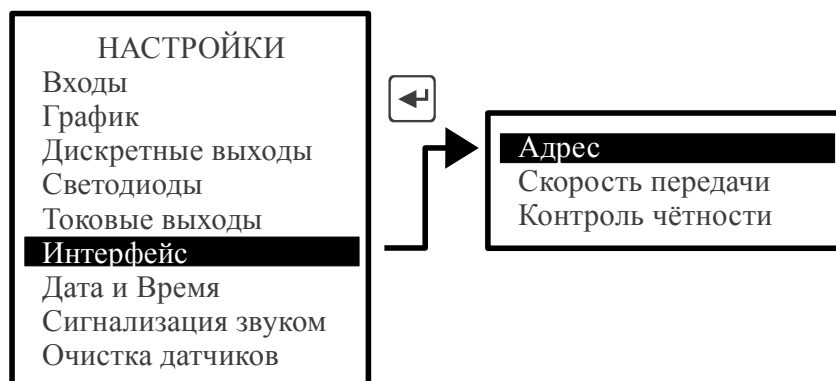 НАСТРОЙКИ
Входы
График
Дискретные выходы
Светодиоды
Токовые выходы
Интерфейс
Дата и Время
Сигнализация звуком
Очистка датчиков
Адрес
Скорость передачи
Контроль чётности